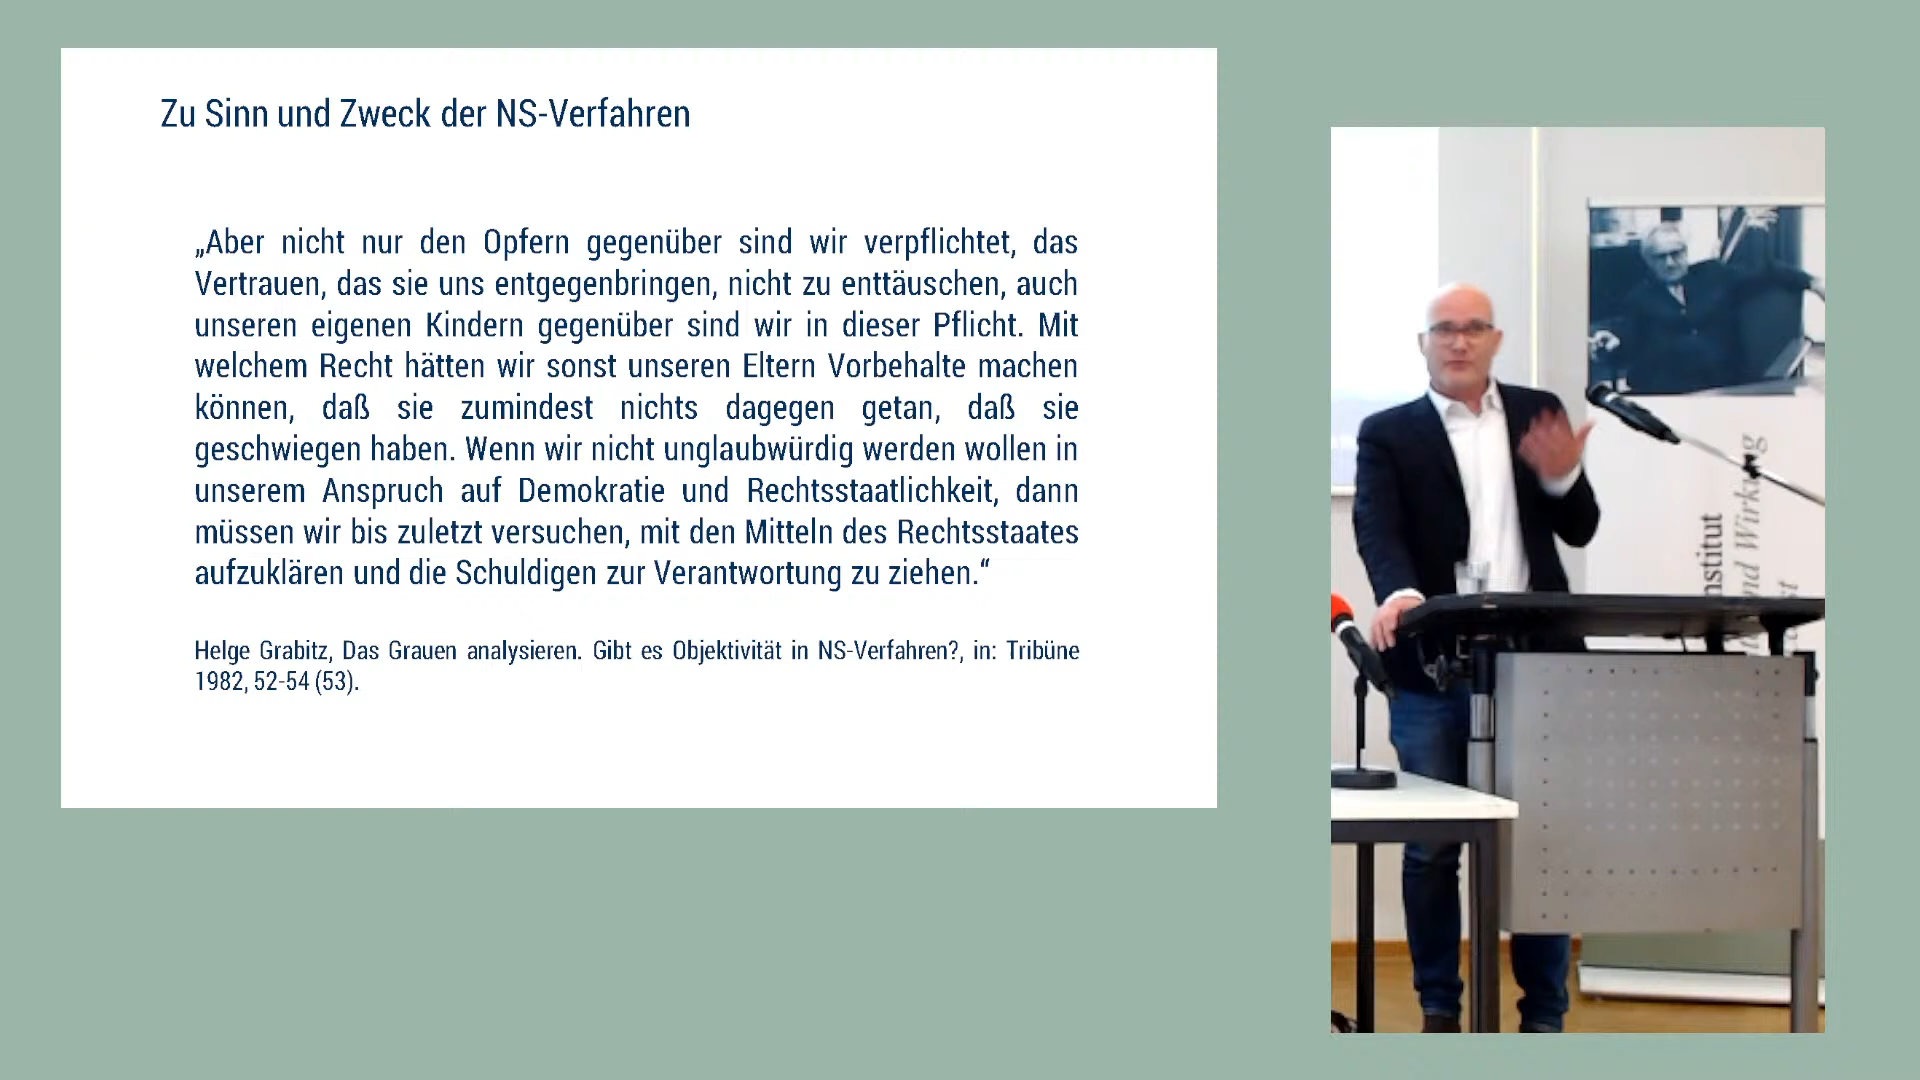 Zu Sinn und Zweck der NS-Verfahren
„Aber nicht nur den Opfern gegenüber sind wir verpflichtet, das
Vertrauen, das sie uns entgegenbringen, nicht zu enttäuschen, auch
unseren eigenen Kindern gegenüber sind wir in dieser Pflicht. Mit
welchem Recht hätten wir sonst unseren Eltern Vorbehalte machen
können, daß sie zumindest nichts dagegen getan, daß sie
geschwiegen haben. Wenn wir nicht unglaubwürdig werden wollen in
unserem Anspruch auf Demokratie und Rechtsstaatlichkeit, dann
müssen wir bis zuletzt versuchen, mit den Mitteln des Rechtsstaates
aufzuklären und die Schuldigen zur Verantwortung zu ziehen.“
Helge Grabitz, Das Grauen analysieren. Gibt es Objektivität in NS-Verfahren?, in: Tribüne
1982, 52-54 (53).
nstitut
nd Wirkung